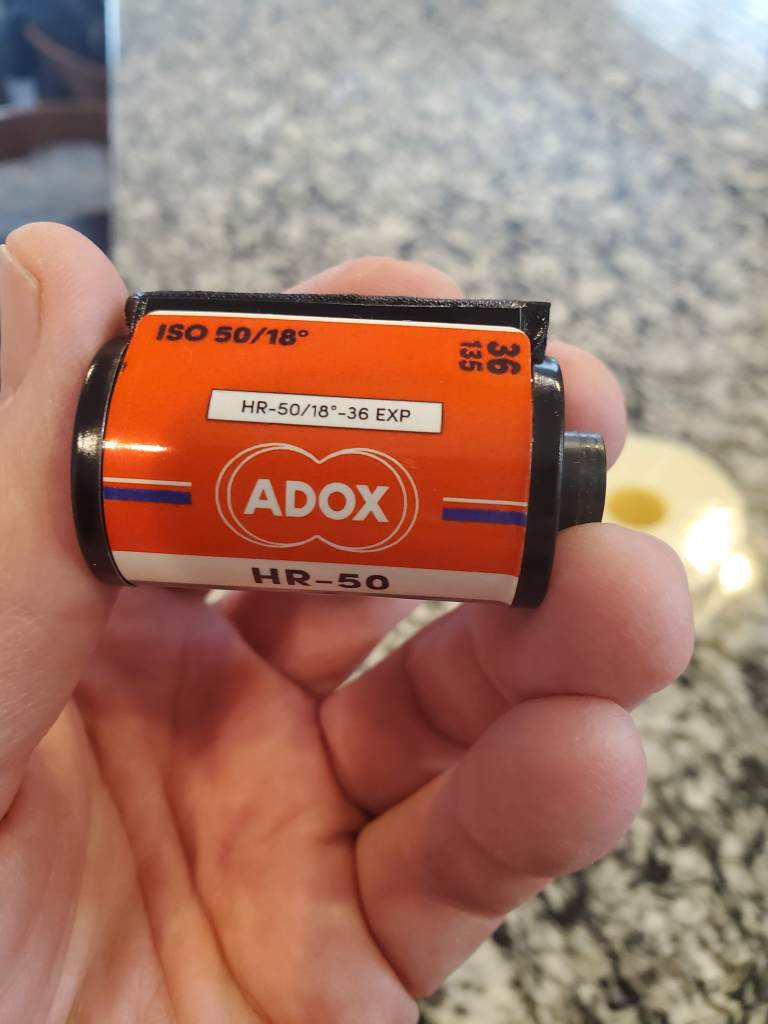 ISO 50/18°
36
135
HR-50/18°-36 EXP
ADOX
HR-50